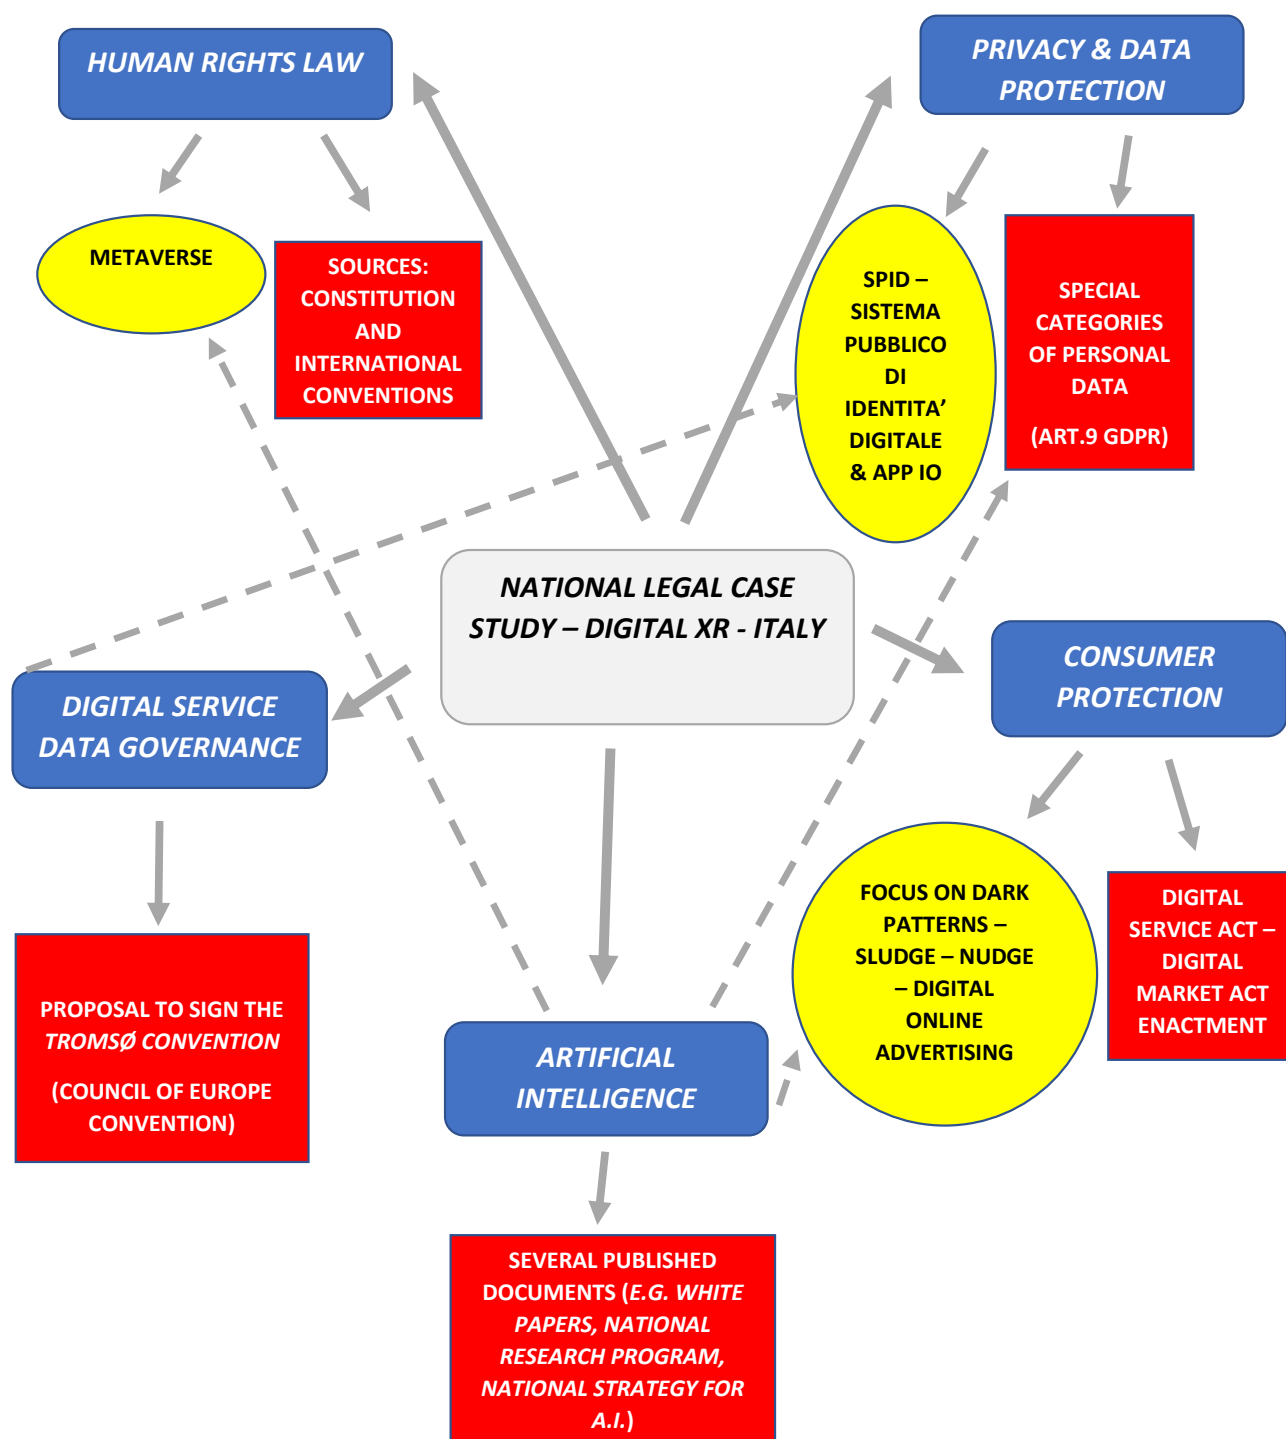 HUMAN RIGHTS LAW
PRIVACY & DATA
PROTECTION
METAVERSE
SOURCES:
CONSTITUTION
AND
INTERNATIONAL
CONVENTIONS
SPID –
SISTEMA
PUBBLICO
DI
IDENTITA’
DIGITALE
& APP IO
SPECIAL
CATEGORIES
OF PERSONAL
DATA
(ART.9 GDPR)
NATIONAL LEGAL CASE
STUDY – DIGITAL XR - ITALY
CONSUMER
PROTECTION
DIGITAL SERVICE
DATA GOVERNANCE
FOCUS ON DARK
PATTERNS –
SLUDGE – NUDGE
– DIGITAL
ONLINE
ADVERTISING
DIGITAL
SERVICE ACT –
DIGITAL
MARKET ACT
ENACTMENT
PROPOSAL TO SIGN THE
TROMSØ CONVENTION
(COUNCIL OF EUROPE
CONVENTION)
ARTIFICIAL
INTELLIGENCE
SEVERAL PUBLISHED
DOCUMENTS (E.G. WHITE
PAPERS, NATIONAL
RESEARCH PROGRAM,
NATIONAL STRATEGY FOR
A.I.)